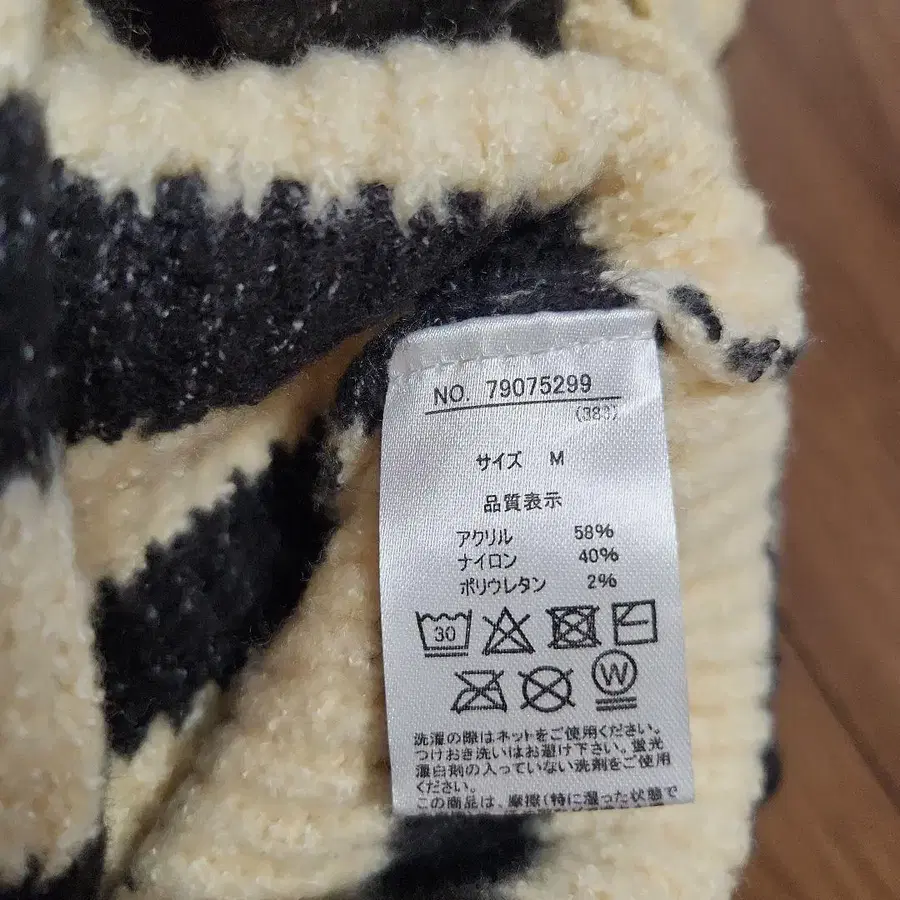 NO. 79075299
(383)
サイズ M
品質表示
アクリル 58%
ナイロン 40%
ポリウレタン 2%
30
W
洗濯の際はネットをご使用ください。
つけおき洗いはお避け下さい。蛍光
漂白剤の入っていない洗剤をご使用
ください。
この商品は、摩擦(特に湿った状態で